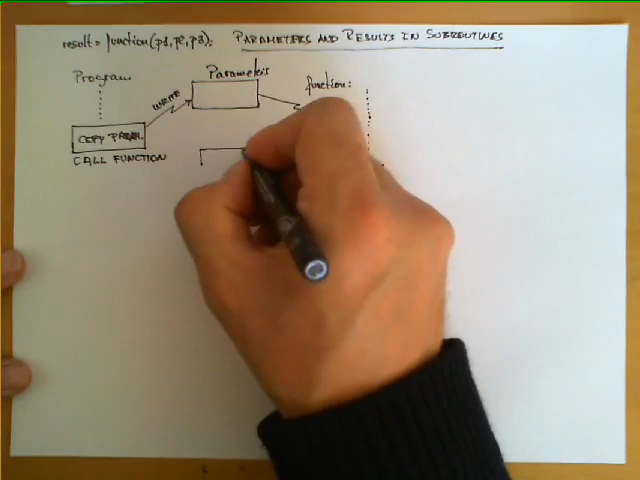 result = function(p1, p2, p3);
PARAMETERS AND RESULTS IN SUBROUTINES
Program
Parameters
function:
WRITE
COPY PARAM.
CALL FUNCTION